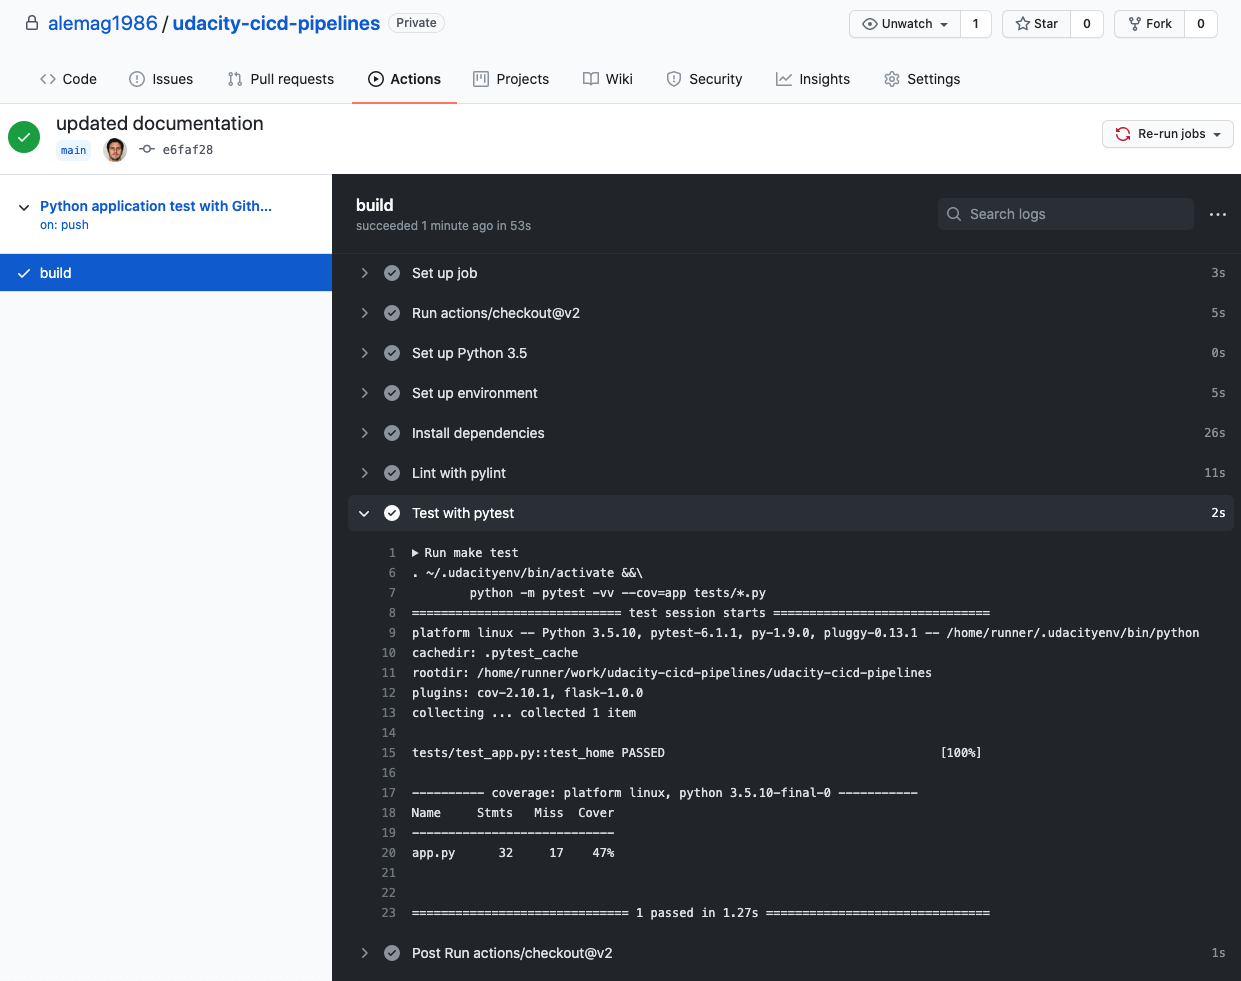 alemag1986 / udacity-cicd-pipelines Private
Unwatch 1 Star 0 Fork 0
Code Issues Pull requests Actions Projects Wiki Security Insights Settings
updated documentation
main e6faf28
Re-run jobs
Python application test with Gith...
on: push
build
build
succeeded 1 minute ago in 53s
Search logs
Set up job 3s
Run actions/checkout@v2 5s
Set up Python 3.5 0s
Set up environment 5s
Install dependencies 26s
Lint with pylint 11s
Test with pytest 2s
1 Run make test
6 . ~/.udacityenv/bin/activate &&\
7 python -m pytest -vv --cov=app tests/*.py
8 ============================= test session starts ==============================
9 platform linux -- Python 3.5.10, pytest-6.1.1, py-1.9.0, pluggy-0.13.1 -- /home/runner/.udacityenv/bin/python
10 cachedir: .pytest_cache
11 rootdir: /home/runner/work/udacity-cicd-pipelines/udacity-cicd-pipelines
12 plugins: cov-2.10.1, flask-1.0.0
13 collecting ... collected 1 item
14
15 tests/test_app.py::test_home PASSED [100%]
16
17 ---------- coverage: platform linux, python 3.5.10-final-0 -----------
18 Name Stmts Miss Cover
19 ----------------------------
20 app.py 32 17 47%
21
22
23 ============================== 1 passed in 1.27s ===============================
Post Run actions/checkout@v2 1s